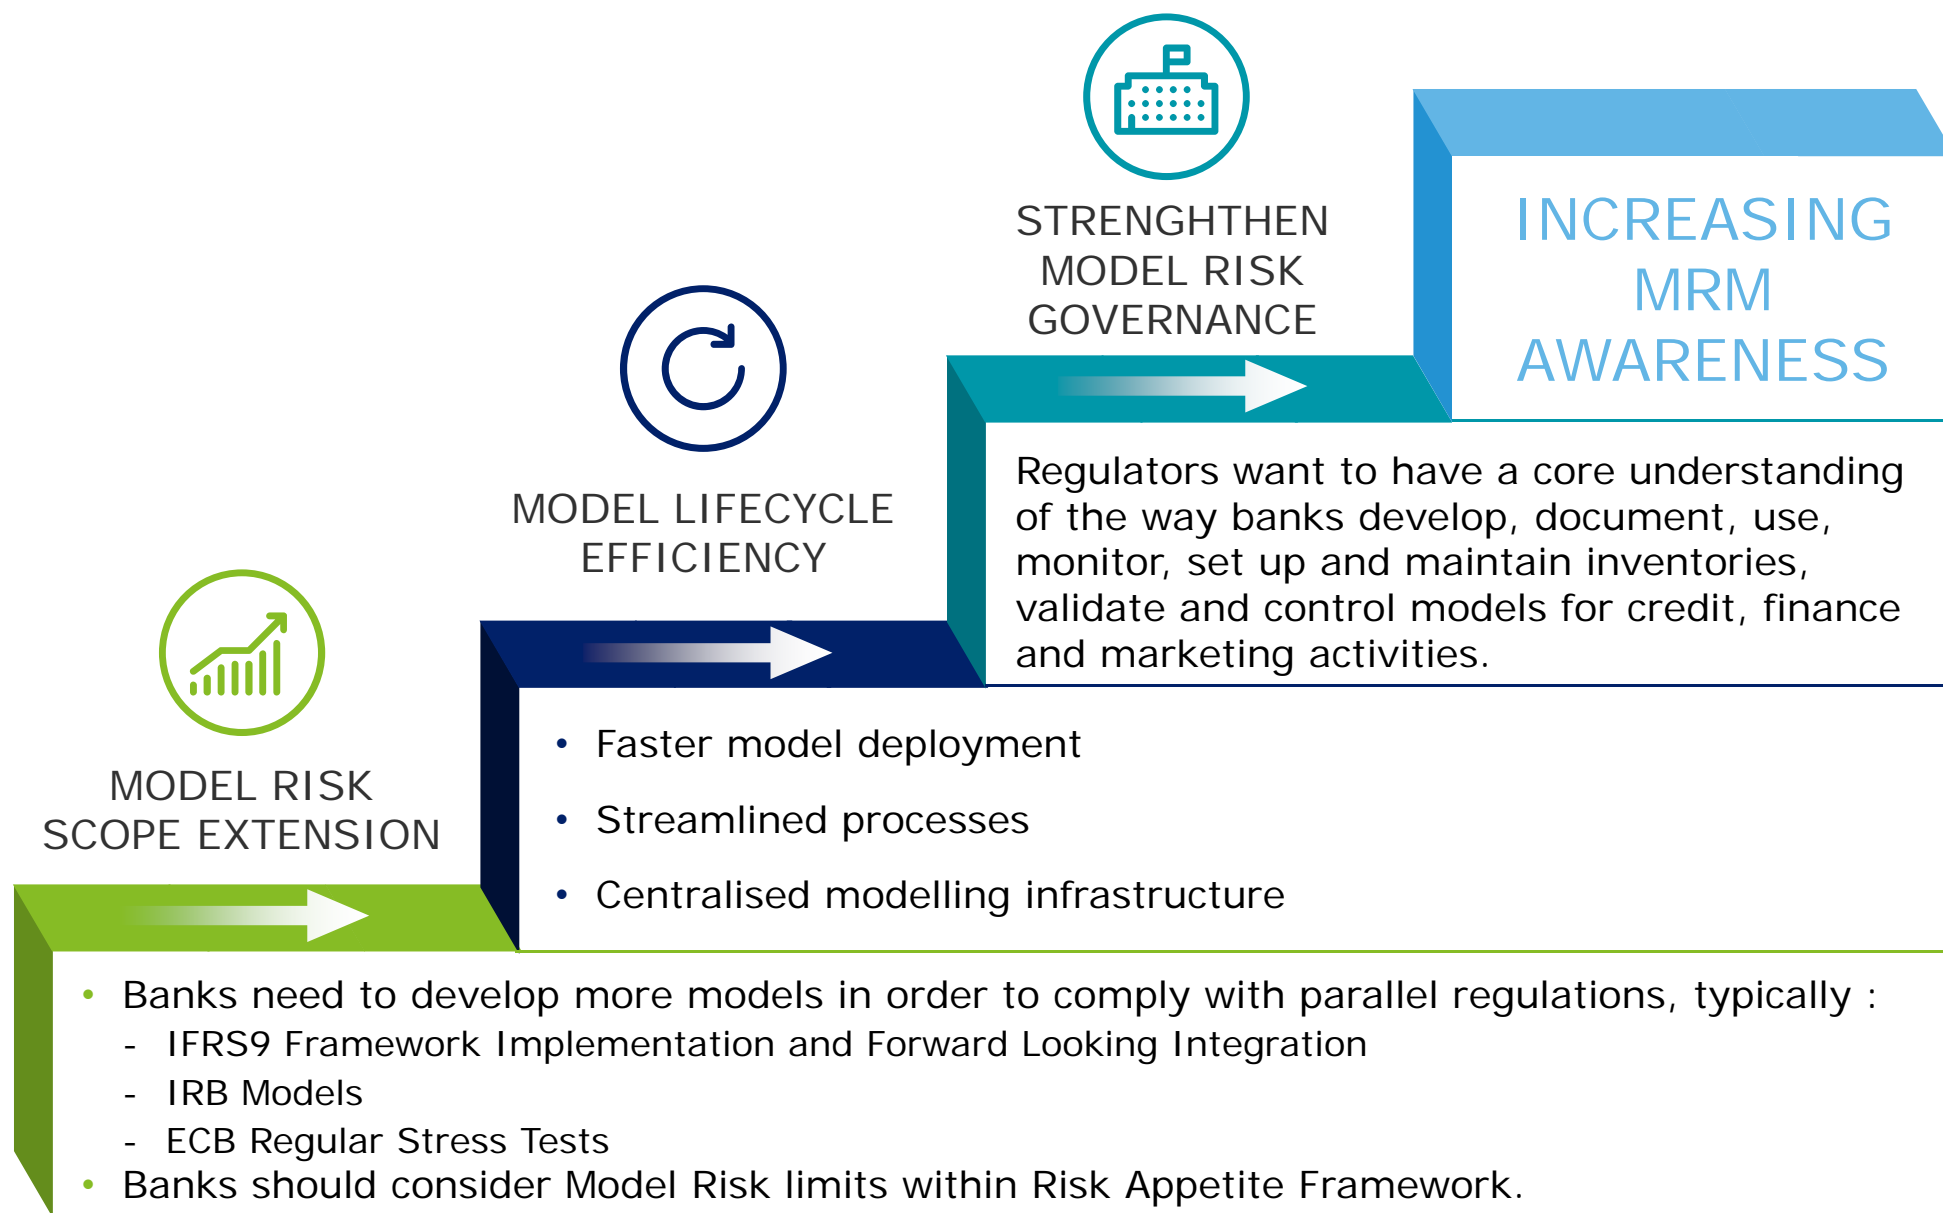 STRENGHTHEN
MODEL RISK
GOVERNANCE
INCREASING
MRM
AWARENESS
MODEL LIFECYCLE
EFFICIENCY
Regulators want to have a core understanding
of the way banks develop, document, use,
monitor, set up and maintain inventories,
validate and control models for credit, finance
and marketing activities.
MODEL RISK
SCOPE EXTENSION
• Faster model deployment
• Streamlined processes
• Centralised modelling infrastructure
• Banks need to develop more models in order to comply with parallel regulations, typically :
- IFRS9 Framework Implementation and Forward Looking Integration
- IRB Models
- ECB Regular Stress Tests
• Banks should consider Model Risk limits within Risk Appetite Framework.